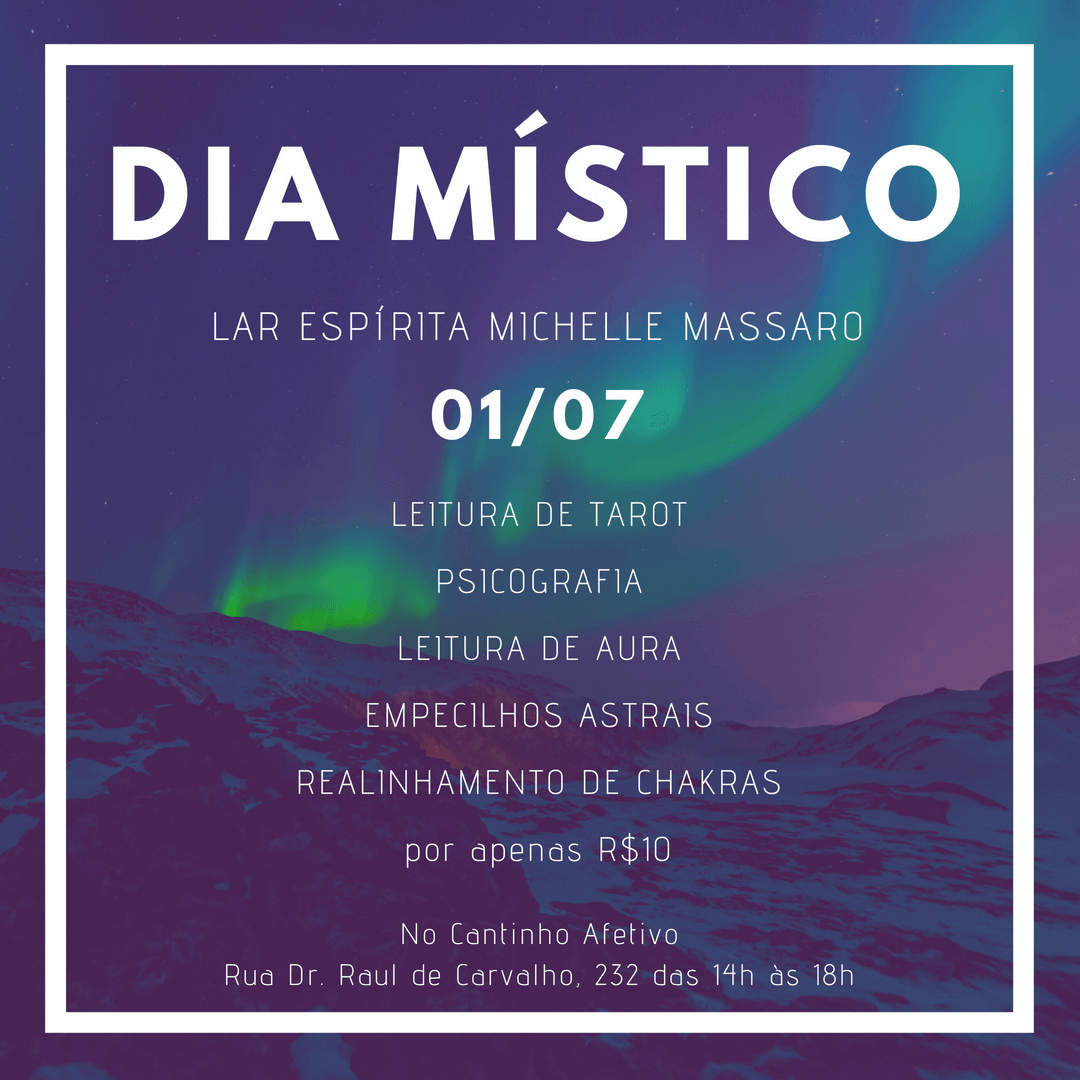 DIA MÍSTICO
LAR ESPÍRITA MICHELLE MASSARO
01/07
LEITURA DE TAROT
PSICOGRAFIA
LEITURA DE AURA
EMPECILHOS ASTRAIS
REALINHAMENTO DE CHAKRAS
por apenas R$10
No Cantinho Afetivo
Rua Dr. Raul de Carvalho, 232 das 14h às 18h